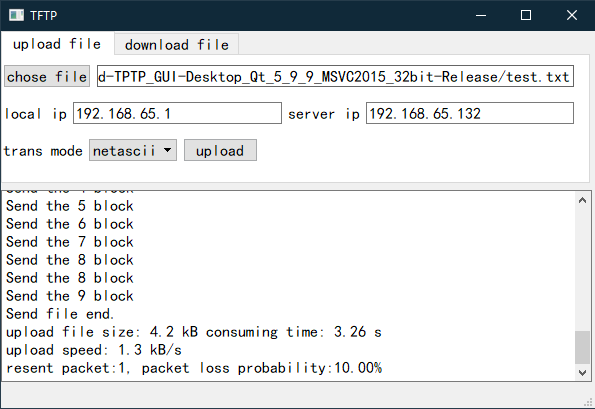 TFTP
upload file
download file
chose file
d-TPTP_GUI-Desktop_Qt_5_9_9_MSVC2015_32bit-Release/test.txt
local ip 192.168.65.1 server ip 192.168.65.132
trans mode netascii upload
Send the 4 block
Send the 5 block
Send the 6 block
Send the 7 block
Send the 8 block
Send the 8 block
Send the 9 block
Send file end.
upload file size: 4.2 kB consuming time: 3.26 s
upload speed: 1.3 kB/s
resent packet:1, packet loss probability:10.00%